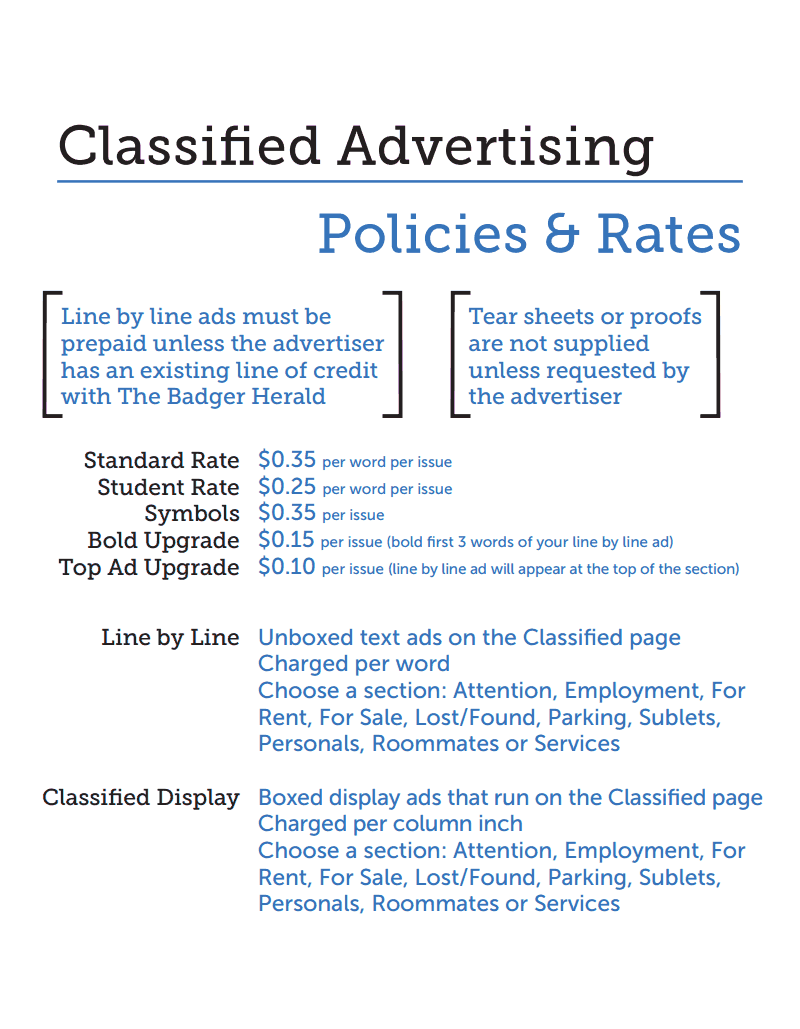 Classified Advertising
Policies & Rates
Line by line ads must be
prepaid unless the advertiser
has an existing line of credit
with The Badger Herald
Tear sheets or proofs
are not supplied
unless requested by
the advertiser
Standard Rate $0.35 per word per issue
Student Rate $0.25 per word per issue
Symbols $0.35 per issue
Bold Upgrade $0.15 per issue (bold first 3 words of your line by line ad)
Top Ad Upgrade $0.10 per issue (line by line ad will appear at the top of the section)
Line by Line Unboxed text ads on the Classified page
Charged per word
Choose a section: Attention, Employment, For
Rent, For Sale, Lost/Found, Parking, Sublets,
Personals, Roommates or Services
Classified Display Boxed display ads that run on the Classified page
Charged per column inch
Choose a section: Attention, Employment, For
Rent, For Sale, Lost/Found, Parking, Sublets,
Personals, Roommates or Services